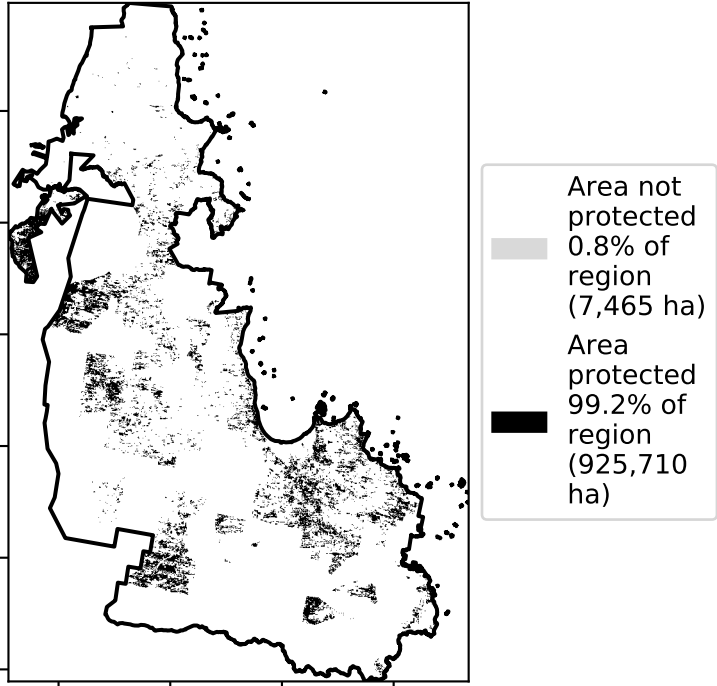 Area not
protected
0.8% of
region
(7,465 ha)
Area
protected
99.2% of
region
(925,710
ha)